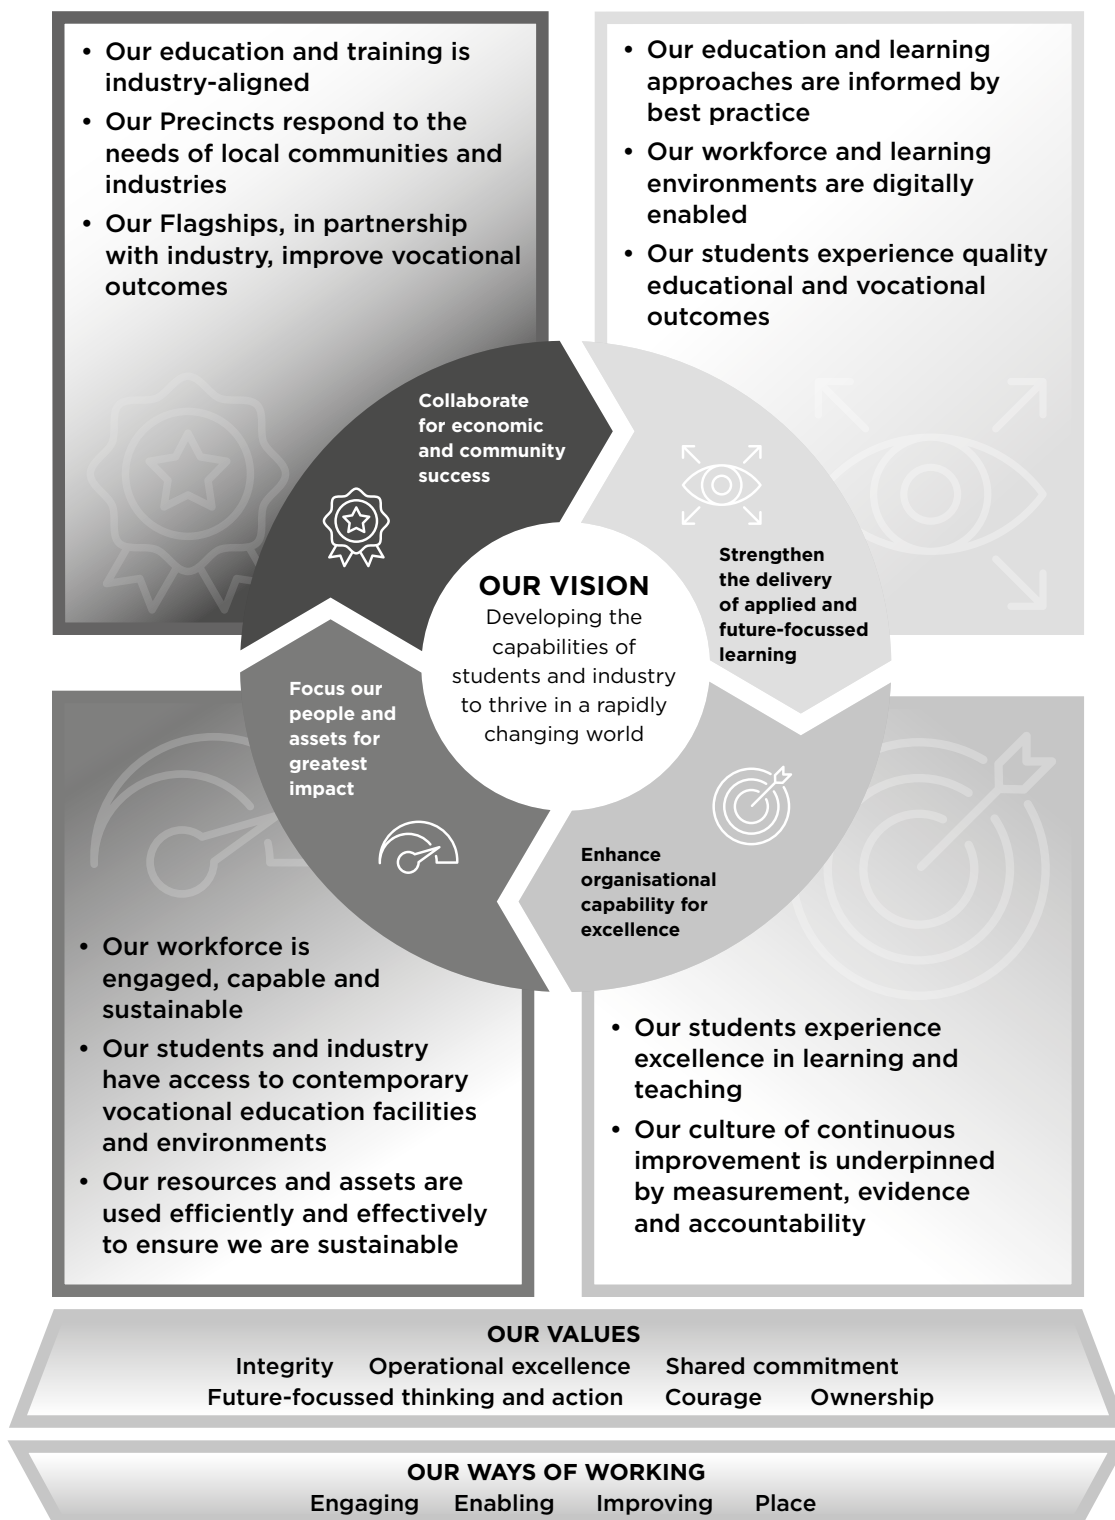 • Our education and training is
industry-aligned
• Our Precincts respond to the
needs of local communities and
industries
• Our Flagships, in partnership
with industry, improve vocational
outcomes
• Our education and learning
approaches are informed by
best practice
• Our workforce and learning
environments are digitally
enabled
• Our students experience quality
educational and vocational
outcomes
Collaborate
for economic
and community
success
Strengthen
the delivery
of applied and
future-focussed
learning
OUR VISION
Developing the
capabilities of
students and industry
to thrive in a rapidly
changing world
Focus our
people and
assets for
greatest
impact
Enhance
organisational
capability for
excellence
• Our workforce is
engaged, capable and
sustainable
• Our students and industry
have access to contemporary
vocational education facilities
and environments
• Our resources and assets are
used efficiently and effectively
to ensure we are sustainable
• Our students experience
excellence in learning and
teaching
• Our culture of continuous
improvement is underpinned
by measurement, evidence
and accountability
OUR VALUES
Integrity Operational excellence Shared commitment
Future-focussed thinking and action Courage Ownership
OUR WAYS OF WORKING
Engaging Enabling Improving Place